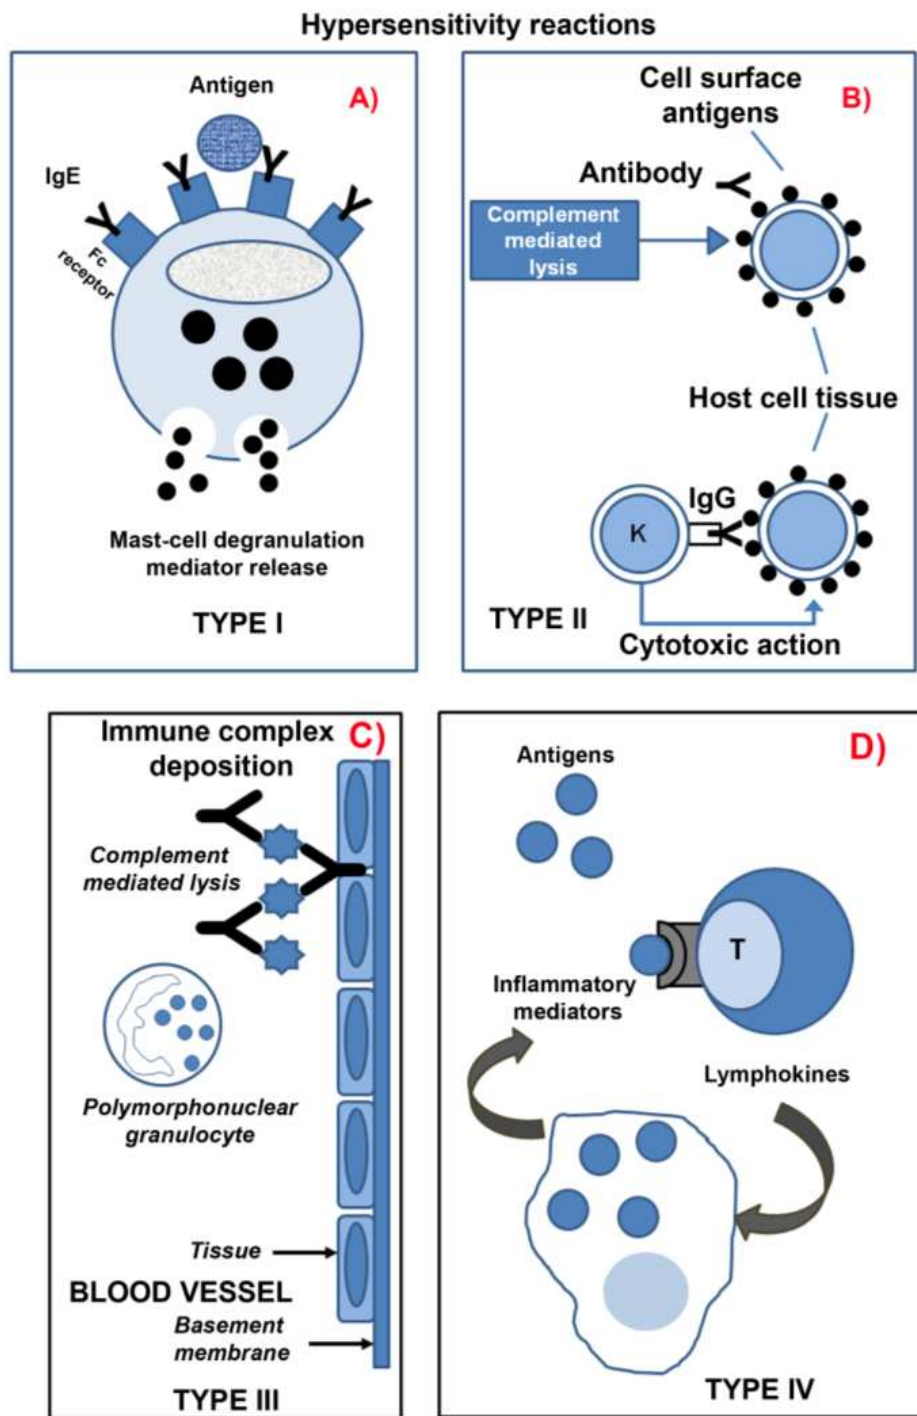 Hypersensitivity reactions
Antigen
A)
IgE
Fc
receptor
Mast-cell degranulation
mediator release
TYPE I
Cell surface
antigens
B)
Antibody
Complement
mediated
lysis
Host cell tissue
IgG
K
TYPE II
Cytotoxic action
Immune complex
deposition
C)
Complement
mediated lysis
Polymorphonuclear
granulocyte
Tissue
BLOOD VESSEL
Basement
membrane
TYPE III
D)
Antigens
T
Inflammatory
mediators
Lymphokines
TYPE IV